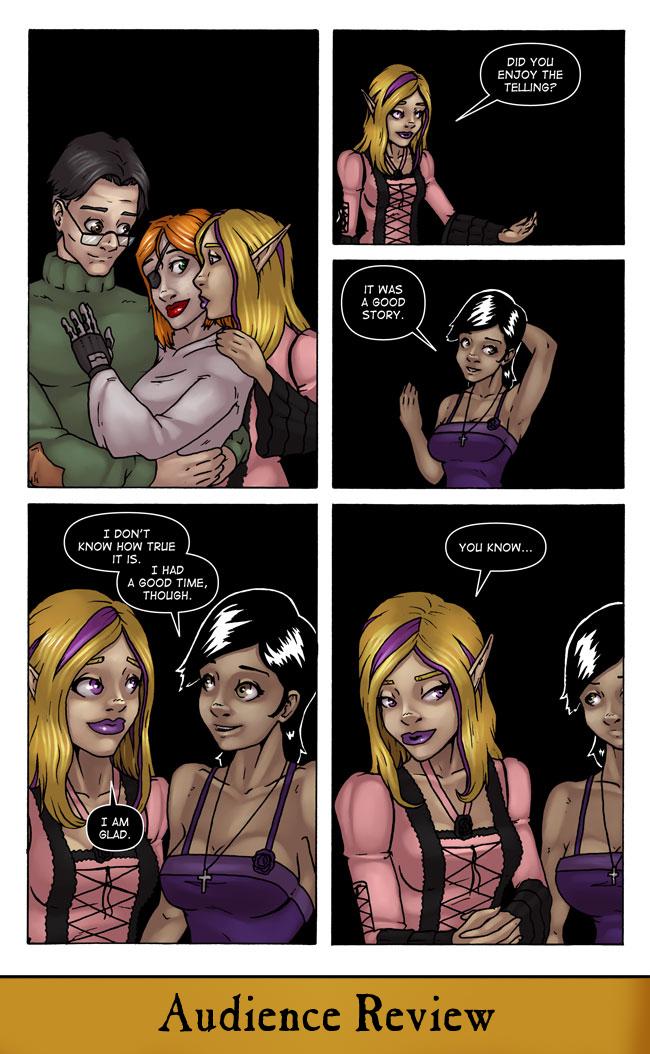 DID YOU
ENJOY THE
TELLING?
IT WAS
A GOOD
STORY.
I DON'T
KNOW HOW TRUE
IT IS.
I HAD
A GOOD TIME,
THOUGH.
I AM
GLAD.
YOU KNOW...
Audience Review